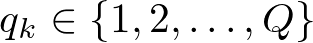 q_k ∈ {1, 2, . . . , Q}